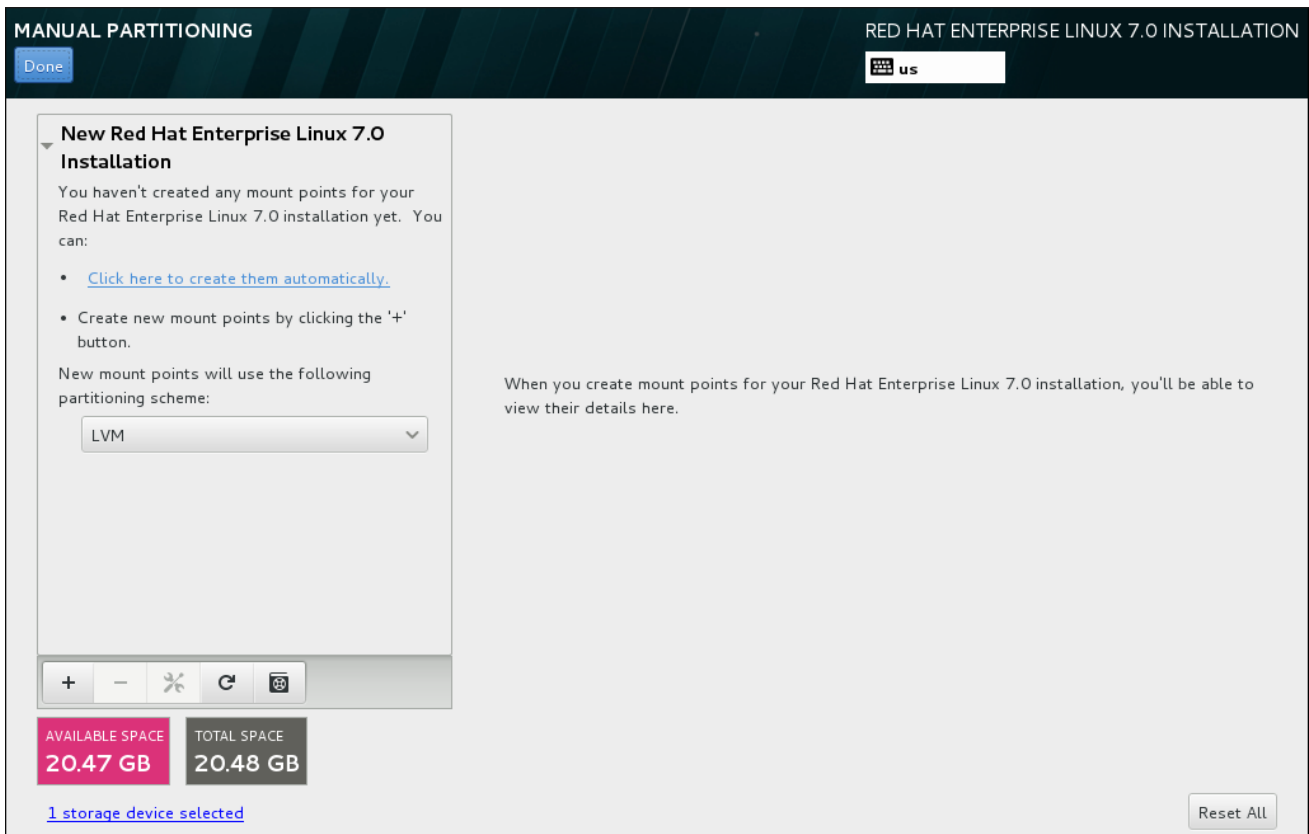 MANUAL PARTITIONING
RED HAT ENTERPRISE LINUX 7.0 INSTALLATION
Done
us
New Red Hat Enterprise Linux 7.0
Installation
You haven't created any mount points for your
Red Hat Enterprise Linux 7.0 installation yet. You
can:
• Click here to create them automatically.
• Create new mount points by clicking the '+'
button.
New mount points will use the following
partitioning scheme:
LVM
When you create mount points for your Red Hat Enterprise Linux 7.0 installation, you'll be able to
view their details here.
+ −
AVAILABLE SPACE
20.47 GB
TOTAL SPACE
20.48 GB
1 storage device selected
Reset All